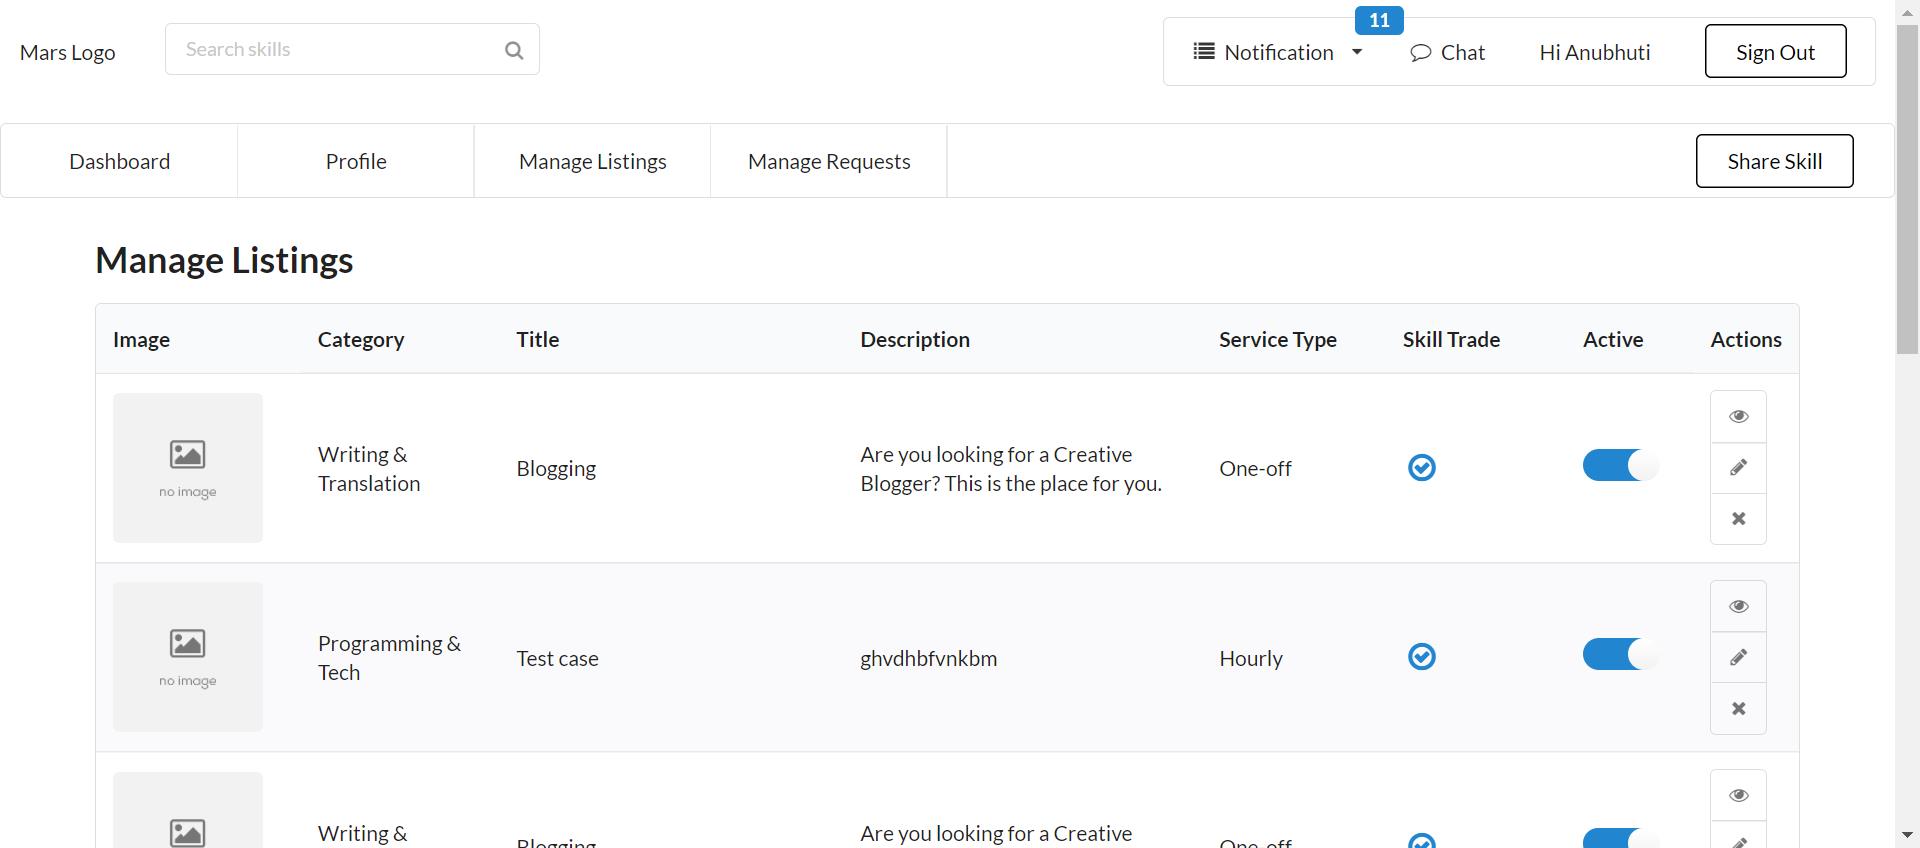 Mars Logo
Search skills
11
Notification
Chat
Hi Anubhuti
Sign Out
Dashboard
Profile
Manage Listings
Manage Requests
Share Skill
Manage Listings
Image
Category
Title
Description
Service Type
Skill Trade
Active
Actions
no image
Writing &
Translation
Blogging
Are you looking for a Creative
Blogger? This is the place for you.
One-off
no image
Programming &
Tech
Test case
ghvdhbfvnkbm
Hourly
Writing &
Blogging
Are you looking for a Creative
One-off